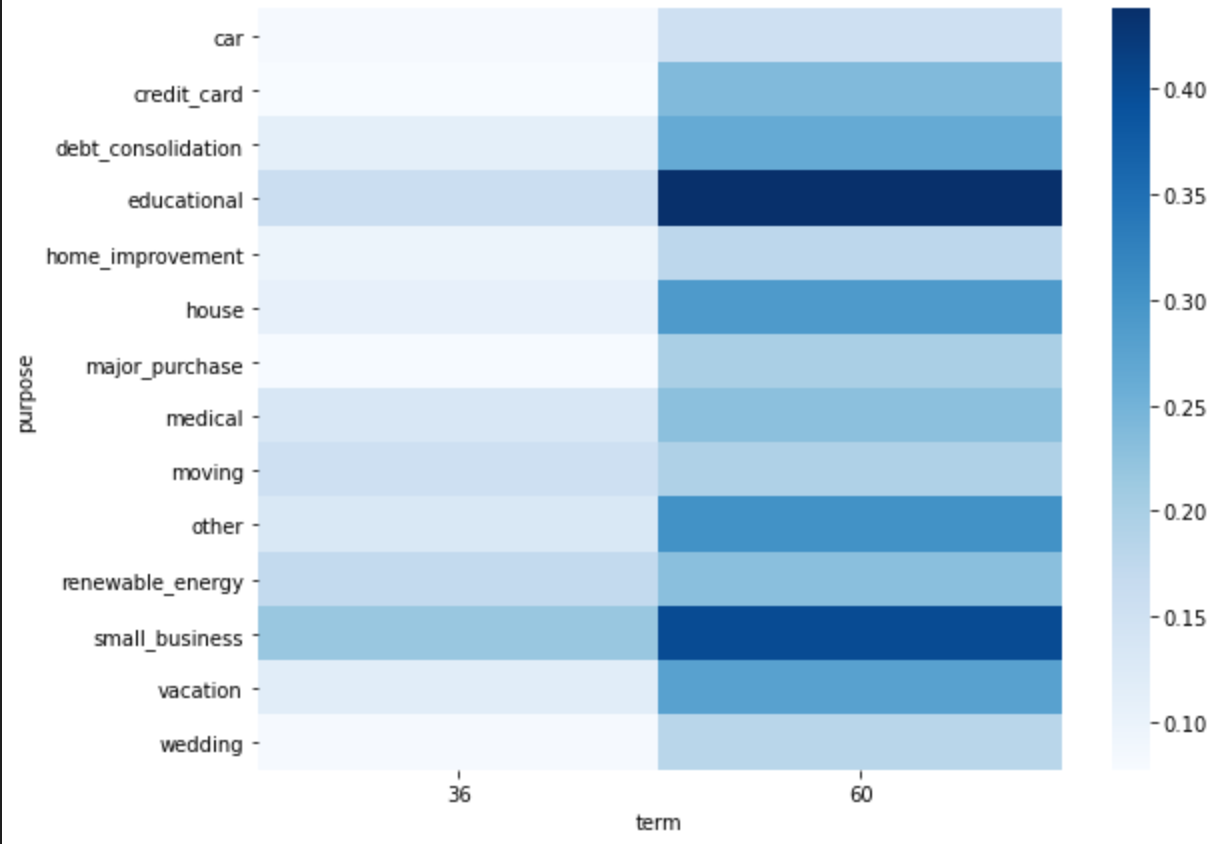 car
credit_card
debt_consolidation
educational
home_improvement
house
major_purchase
medical
moving
other
renewable_energy
small_business
vacation
wedding
purpose
36
60
term
0.40
0.35
0.30
0.25
0.20
0.15
0.10